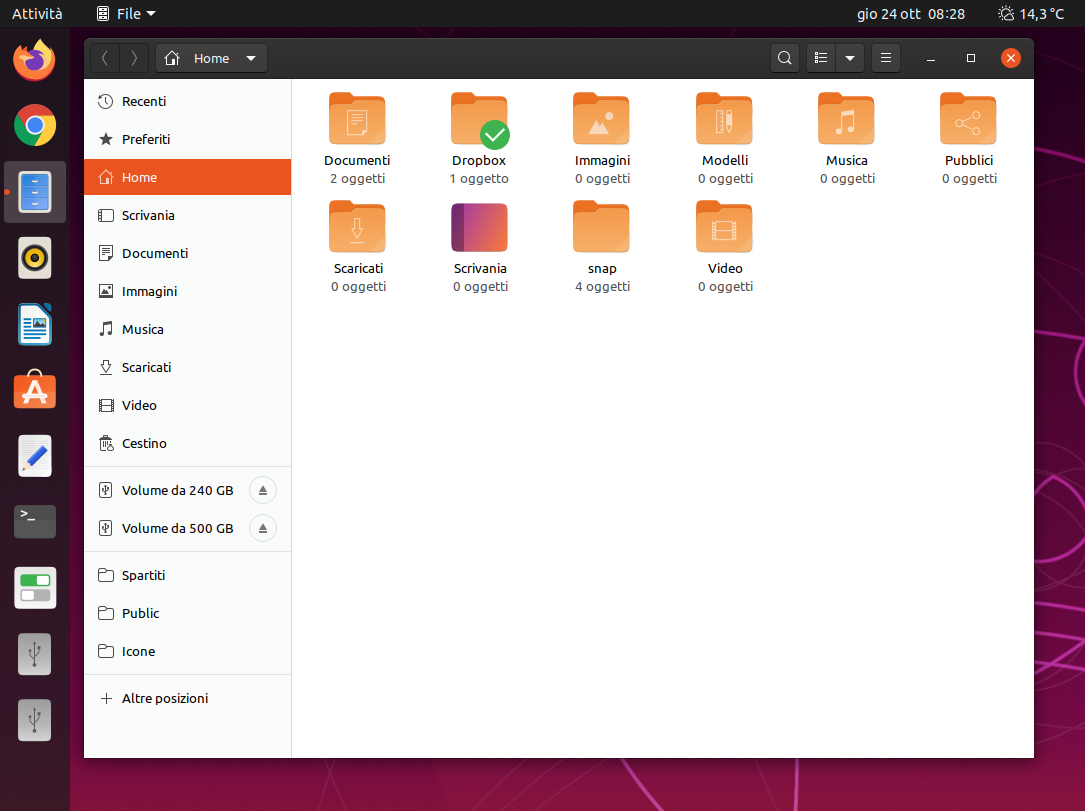 Attività
File
gio 24 ott 08:28
14,3 °C
Home
Recenti
Preferiti
Home
Scrivania
Documenti
Immagini
Musica
Scaricati
Video
Cestino
Volume da 240 GB
Volume da 500 GB
Spartiti
Public
Icone
Altre posizioni
Documenti
2 oggetti
Dropbox
1 oggetto
Immagini
0 oggetti
Modelli
0 oggetti
Musica
0 oggetti
Pubblici
0 oggetti
Scaricati
0 oggetti
Scrivania
0 oggetti
snap
4 oggetti
Video
0 oggetti
>_